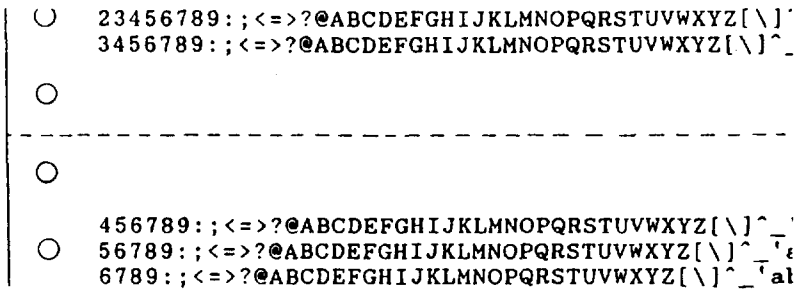 23456789:;<=>?@ABCDEFGHIJKLMNOPQRSTUVWXYZ[\]^
3456789:;<=>?@ABCDEFGHIJKLMNOPQRSTUVWXYZ[\]^_
456789:;<=>?@ABCDEFGHIJKLMNOPQRSTUVWXYZ[\]^_'
56789:;<=>?@ABCDEFGHIJKLMNOPQRSTUVWXYZ[\]^_'a
6789:;<=>?@ABCDEFGHIJKLMNOPQRSTUVWXYZ[\]^_'ab